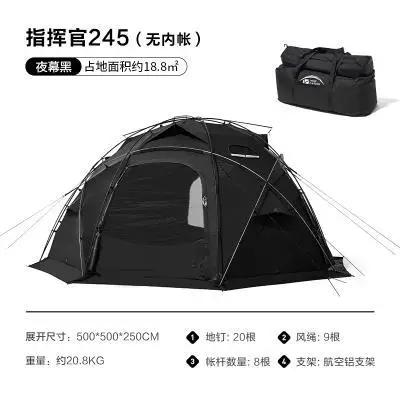 指挥官245（无内帐）
夜幕黑 占地面积约18.8㎡
展开尺寸：500*500*250CM
1 地钉：20根
2 风绳：9根
重量：约20.8KG
3 帐杆数量：8根
4 支架：航空铝支架